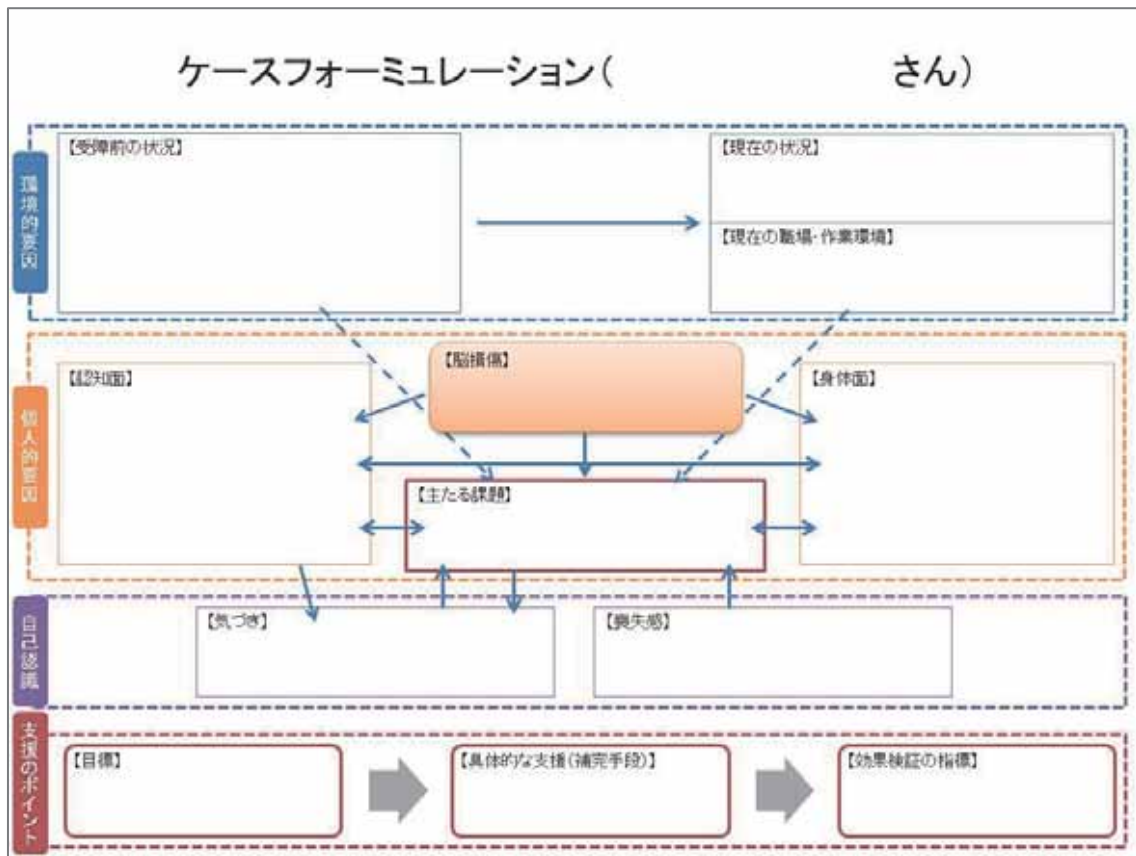 ケースフォーミュレーション(　　　　　さん)
環境的要因
【受障前の状況】
【現在の状況】
【現在の職場・作業環境】
個人的要因
【認知面】
【脳損傷】
【身体面】
【主たる課題】
自己認識
【気づき】
【喪失感】
支援のポイント
【目標】
【具体的な支援(補完手段)】
【効果検証の指標】